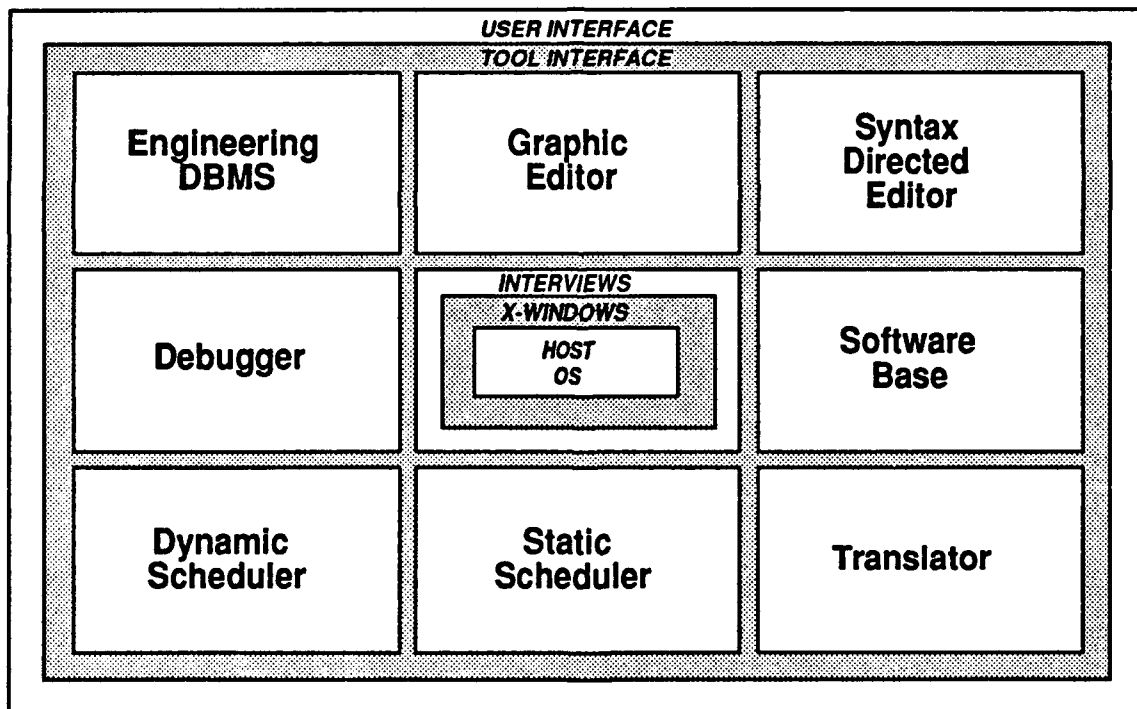 USER INTERFACE
TOOL INTERFACE
Engineering
DBMS
Graphic
Editor
Syntax
Directed
Editor
Debugger
INTERVIEWS
X-WINDOWS
HOST
OS
Software
Base
Dynamic
Scheduler
Static
Scheduler
Translator